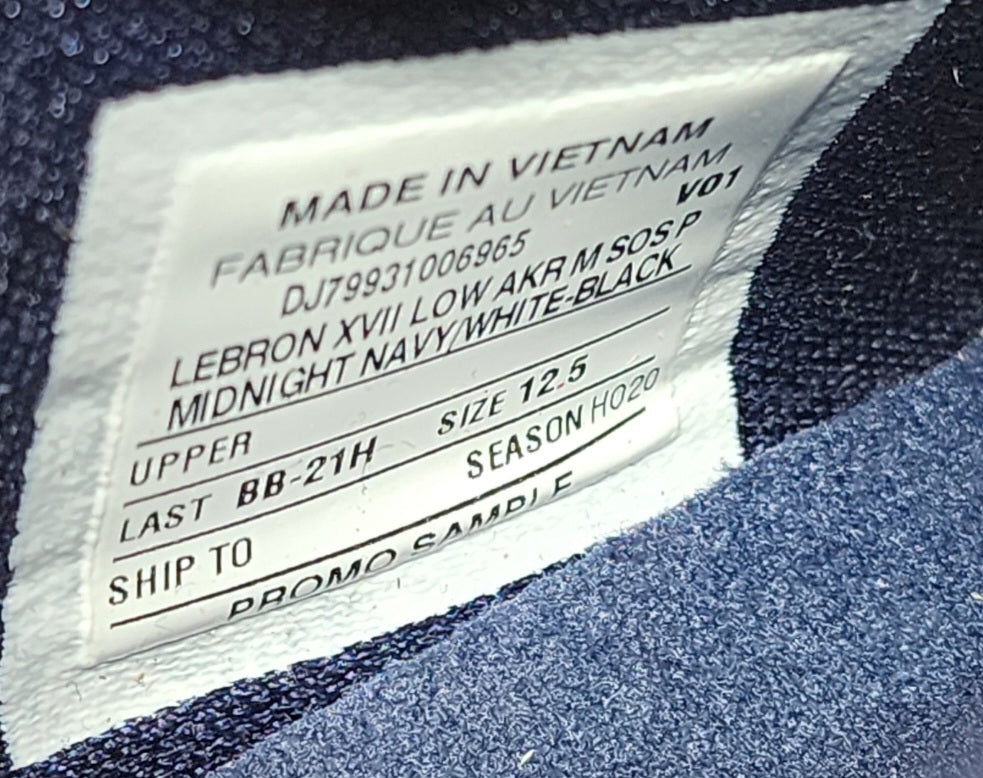 MADE IN VIETNAM
FABRIQUE AU VIETNAM
V01
DJ79931006965
LEBRON XVII LOW AKR M SOS P
MIDNIGHT NAVY/WHITE-BLACK
UPPER
LAST BB-21H SIZE 12.5
SHIP TO SEASON HO20
PROMO SAMPLE